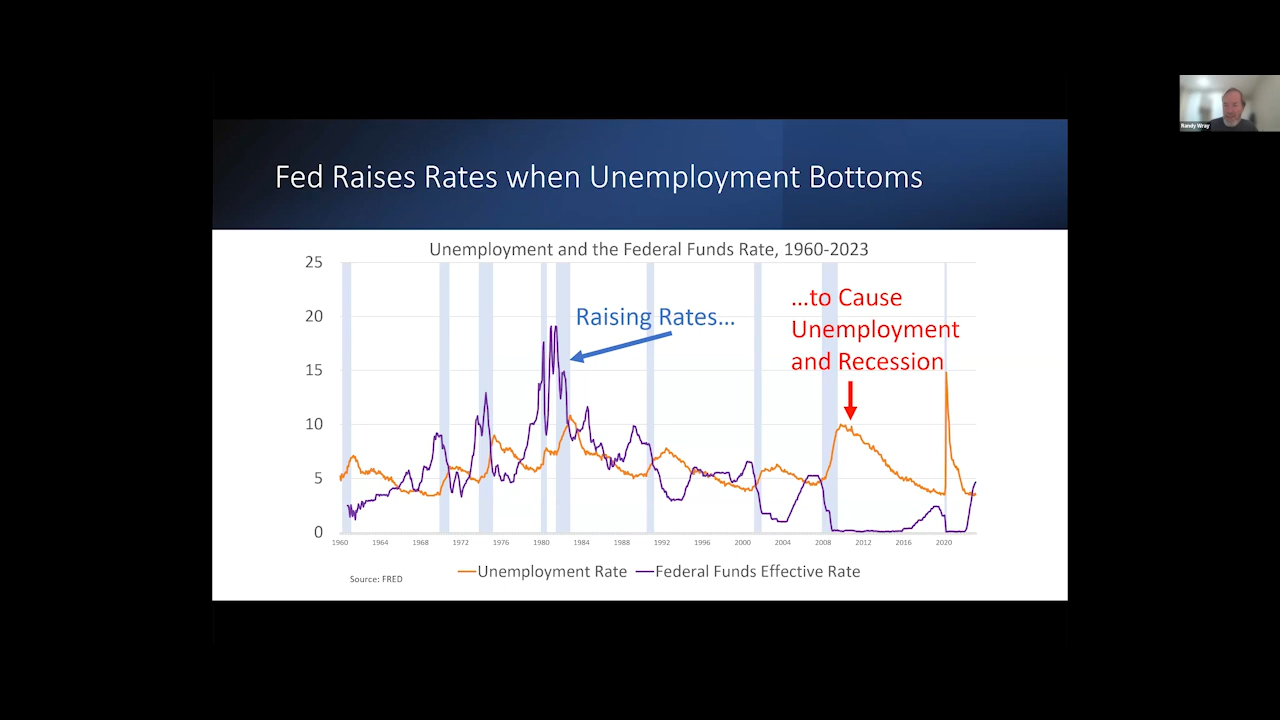 Fed Raises Rates when Unemployment Bottoms
Randy Wray
Unemployment and the Federal Funds Rate, 1960-2023
25
20
15
10
5
0
Raising Rates...
...to Cause
Unemployment
and Recession
1960 1964 1968 1972 1976 1980 1984 1988 1992 1996 2000 2004 2008 2012 2016 2020
Source: FRED
Unemployment Rate Federal Funds Effective Rate